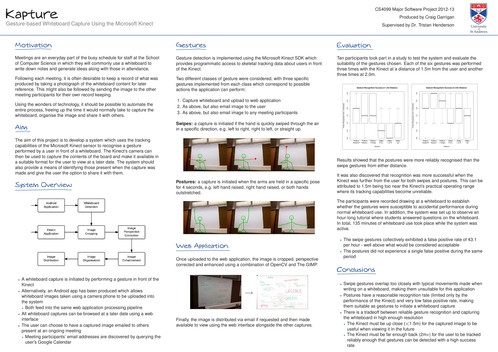 Kapture
Gesture-based Whiteboard Capture Using the Microsoft Kinect
CS4099 Major Software Project 2012-13
Produced by Craig Garrigan
Supervised by Dr. Tristan Henderson
University
of
St Andrews
Motivation
Meetings are an everyday part of the busy schedule for staff of the School
of Computer Science in which they will commonly use a whiteboard to
write down notes and generate ideas along with those in attendance.
Following each meeting, it is often desirable to keep a record of what was
produced by taking a photograph of the whiteboard content for later
reference. This might also be followed by sending the image to the other
meeting participants for their own record keeping.
Using the wonders of technology, it should be possible to automate the
entire process, freeing up the time it would normally take to capture the
whiteboard, organise the image and share it with others.
Aim
The aim of this project is to develop a system which uses the tracking
capabilities of the Microsoft Kinect sensor to recognise a gesture
performed by a user in front of a whiteboard. The Kinect's camera can
then be used to capture the contents of the board and make it available in
a suitable format for the user to view at a later date. The system should
also provide a means of identifying those present when the capture was
made and give the user the option to share it with them.
System Overview
Android
Application
Whiteboard
Detection
Kinect
Application
Image
Cropping
Image
Perspective
Correction
Image
Distribution
Image
Organisation
Image
Enhancement
A whiteboard capture is initiated by performing a gesture in front of the
Kinect
Alternatively, an Android app has been produced which allows
whiteboard images taken using a camera phone to be uploaded into
the system
Both feed into the same web application processing pipeline
All whiteboard captures can be browsed at a later date using a web
interface
The user can choose to have a captured image emailed to others
present at an ongoing meeting
Meeting participants' email addresses are discovered by querying the
user's Google Calendar
Gestures
Gesture detection is implemented using the Microsoft Kinect SDK which
provides programmatic access to skeletal tracking data about users in front
of the Kinect.
Two different classes of gesture were considered, with three specific
gestures implemented from each class which correspond to possible
actions the application can perform:
1. Capture whiteboard and upload to web application
2. As above, but also email image to the user
3. As above, but also email image to any meeting participants
Swipes: a capture is initiated if the hand is quickly swiped through the air
in a specific direction, e.g. left to right, right to left, or straight up.
Postures: a capture is initiated when the arms are held in a specific pose
for 4 seconds, e.g. left hand raised, right hand raised, or both hands
outstretched.
Web Application
Once uploaded to the web application, the image is cropped, perspective
corrected and enhanced using a combination of OpenCV and The GIMP.
Finally, the image is distributed via email if requested and then made
available to view using the web interface alongside the other captures.
Evaluation
Ten participants took part in a study to test the system and evaluate the
suitability of the gestures chosen. Each of the six gestures was performed
three times with the Kinect at a distance of 1.5m from the user and another
three times at 2.0m.
Results showed that the postures were more reliably recognised than the
swipe gestures from either distance.
It was also discovered that recognition was more successful when the
Kinect was further from the user for both swipes and postures. This can be
attributed to 1.5m being too near the Kinect's practical operating range
where its tracking capabilities become unreliable.
The participants were recorded drawing at a whiteboard to establish
whether the gestures were susceptible to accidental performance during
normal whiteboard use. In addition, the system was set up to observe an
hour long tutorial where students answered questions on the whiteboard.
In total, 135 minutes of whiteboard use took place while the system was
active.
The swipe gestures collectively exhibited a false positive rate of 43.1
per hour - well above what would be considered acceptable
The postures did not experience a single false positive during the same
period
Conclusions
Swipe gestures overlap too closely with typical movements made when
writing on a whiteboard, making them unsuitable for this application
Postures have a reasonable recognition rate (limited only by the
performance of the Kinect) and very low false positive rate, making
them suitable as gestures to initiate a whiteboard capture
There is a tradeoff between reliable gesture recognition and capturing
the whiteboard in high enough resolution
The Kinect must be up close (<1.5m) for the captured image to be
useful when viewing it in the future
The Kinect must be far enough back (2m+) for the user to be tracked
reliably enough that gestures can be detected with a high success
rate